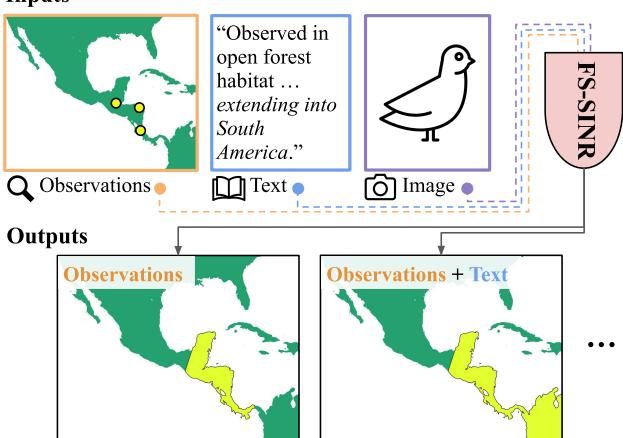 Inputs
"Observed in
open forest
habitat ...
extending into
South
America."
FS-SINR
Observations
Text
Image
Outputs
Observations
Observations + Text
...